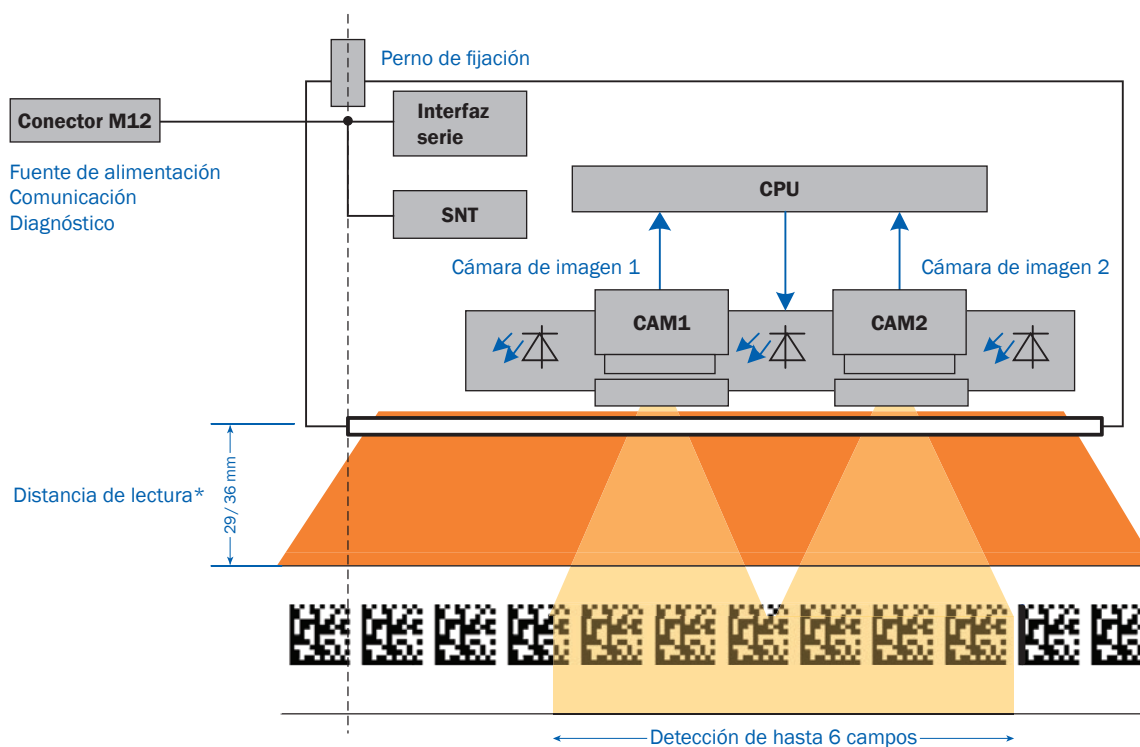 Perno de fijación
Conector M12
Interfaz
serie
Fuente de alimentación
Comunicación
Diagnóstico
SNT
CPU
Cámara de imagen 1
Cámara de imagen 2
CAM1
CAM2
Distancia de lectura*
29/36 mm
Detección de hasta 6 campos